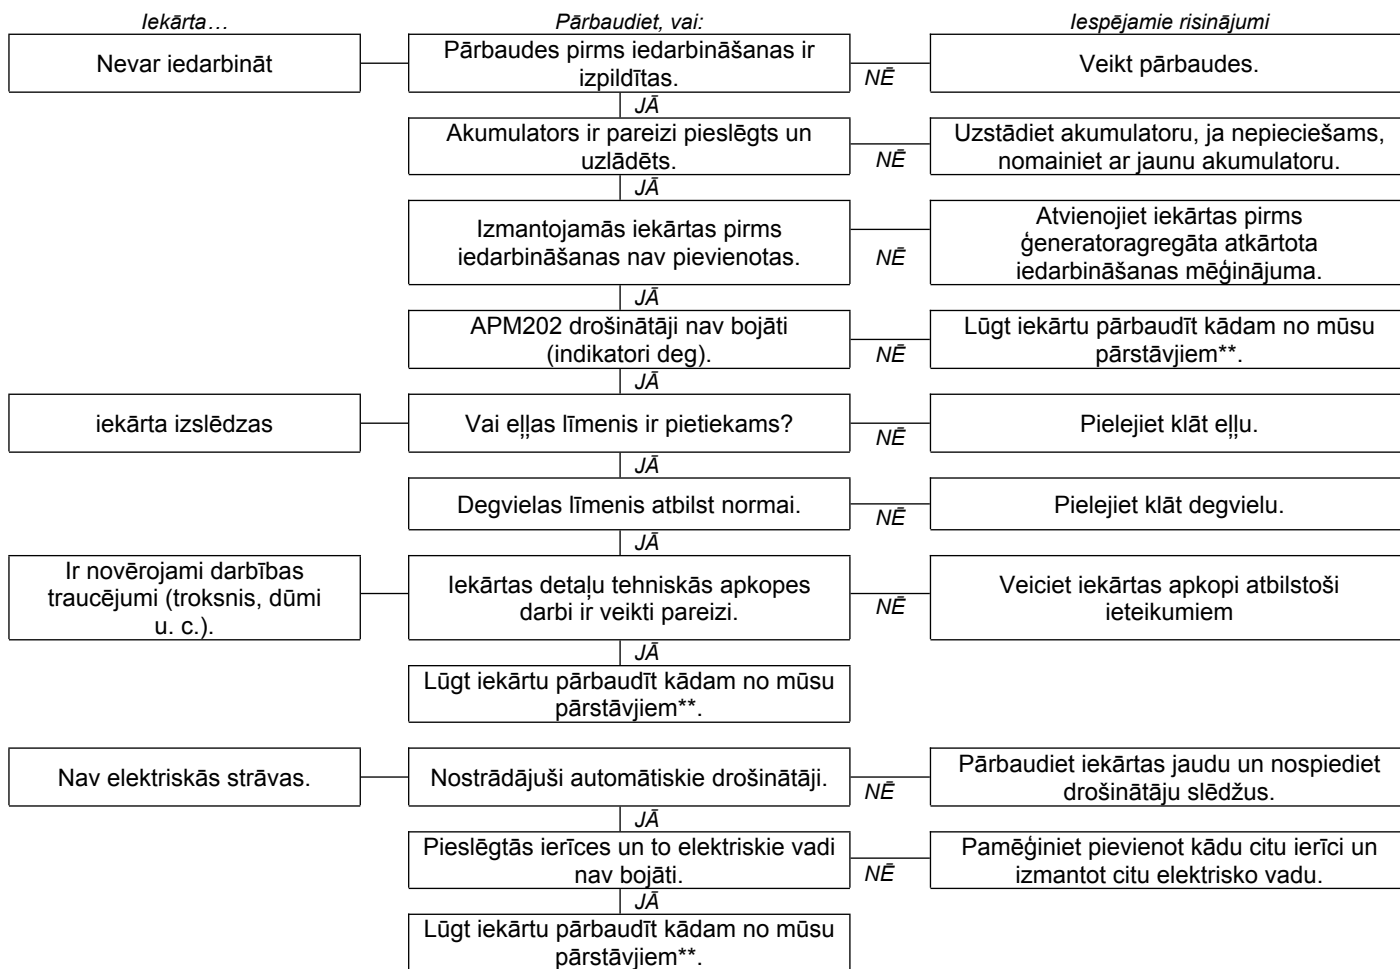 Iekārta…
Pārbaudiet, vai:
Iespējamie risinājumi
Nevar iedarbināt
Pārbaudes pirms iedarbināšanas ir
izpildītas.
NĒ
Veikt pārbaudes.
JĀ
Akumulators ir pareizi pieslēgts un
uzlādēts.
NĒ
Uzstādiet akumulatoru, ja nepieciešams,
nomainiet ar jaunu akumulatoru.
JĀ
Izmantojamās iekārtas pirms
iedarbināšanas nav pievienotas.
NĒ
Atvienojiet iekārtas pirms
ģeneratoragregāta atkārtota
iedarbināšanas mēģinājuma.
JĀ
APM202 drošinātāji nav bojāti
(indikatori deg).
NĒ
Lūgt iekārtu pārbaudīt kādam no mūsu
pārstāvjiem**.
JĀ
iekārta izslēdzas
Vai eļļas līmenis ir pietiekams?
NĒ
Pielejiet klāt eļļu.
JĀ
Degvielas līmenis atbilst normai.
NĒ
Pielejiet klāt degvielu.
JĀ
Ir novērojami darbības
traucējumi (troksnis, dūmi
u. c.).
Iekārtas detaļu tehniskās apkopes
darbi ir veikti pareizi.
NĒ
Veiciet iekārtas apkopi atbilstoši
ieteikumiem
JĀ
Lūgt iekārtu pārbaudīt kādam no mūsu
pārstāvjiem**.
Nav elektriskās strāvas.
Nostrādājuši automātiskie drošinātāji.
NĒ
Pārbaudiet iekārtas jaudu un nospiediet
drošinātāju slēdžus.
JĀ
Pieslēgtās ierīces un to elektriskie vadi
nav bojāti.
NĒ
Pamēģiniet pievienot kādu citu ierīci un
izmantot citu elektrisko vadu.
JĀ
Lūgt iekārtu pārbaudīt kādam no mūsu
pārstāvjiem**.